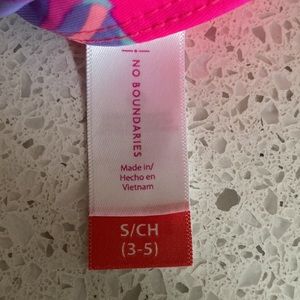 NO BOUNDARIES
Made in/
Hecho en
Vietnam
S/CH
(3-5)